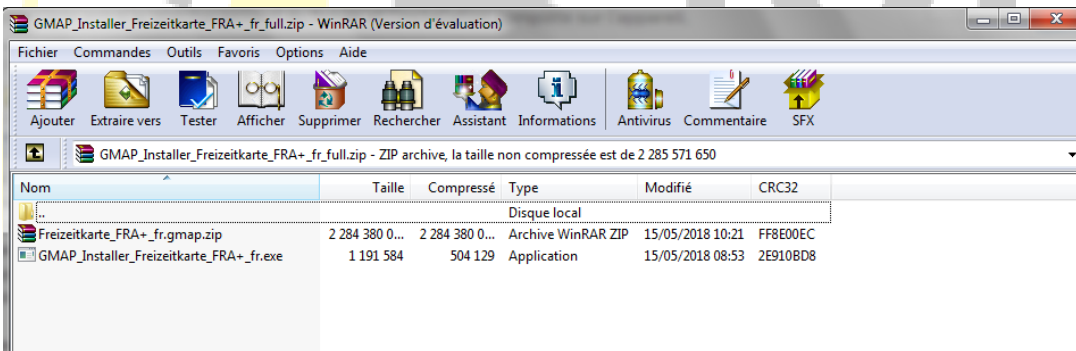 GMAP_Installer_Freizeitkarte_FRA+_fr_full.zip - WinRAR (Version d'évaluation)
Fichier Commandes Outils Favoris Options Aide
Ajouter Extraire vers Tester Afficher Supprimer Rechercher Assistant Informations Antivirus Commentaire SFX
GMAP_Installer_Freizeitkarte_FRA+_fr_full.zip - ZIP archive, la taille non compressée est de 2 285 571 650
Nom Taille Compressé Type Modifié CRC32
.. Disque local
Freizeitkarte_FRA+_fr.gmap.zip 2 284 380 0... 2 284 380 0... Archive WinRAR ZIP 15/05/2018 10:21 FF8E00EC
GMAP_Installer_Freizeitkarte_FRA+_fr.exe 1 191 584 504 129 Application 15/05/2018 08:53 2E910BD8